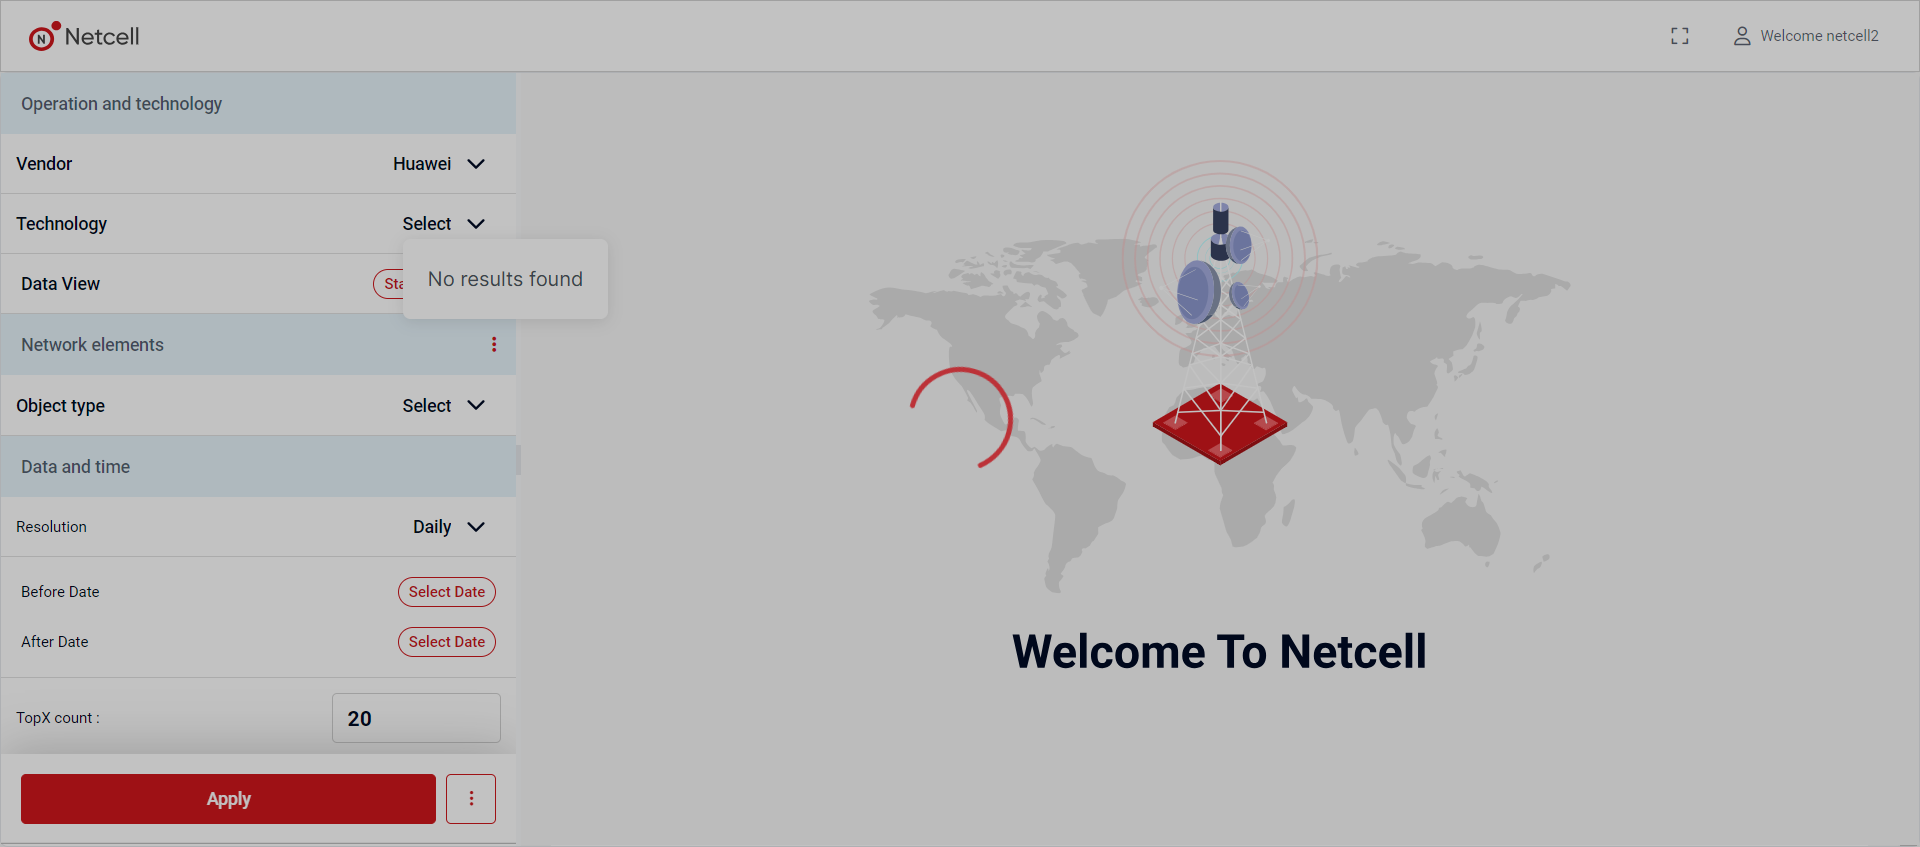 N Netcell
Welcome netcell2
Operation and technology
Vendor Huawei
Technology Select
Data View Sta
No results found
Network elements
Object type Select
Data and time
Resolution Daily
Before Date Select Date
After Date Select Date
TopX count : 20
Apply
Welcome To Netcell